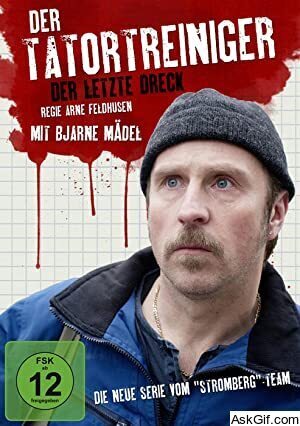 DER
TATORTREINIGER
DER LETZTE DRECK
REGIE ARNE FELDHUSEN
MIT BJARNE MÄDEL
FSK
ab
12
freigegeben
DIE NEUE SERIE VOM "STROMBERG"-TEAM
AskGif.com